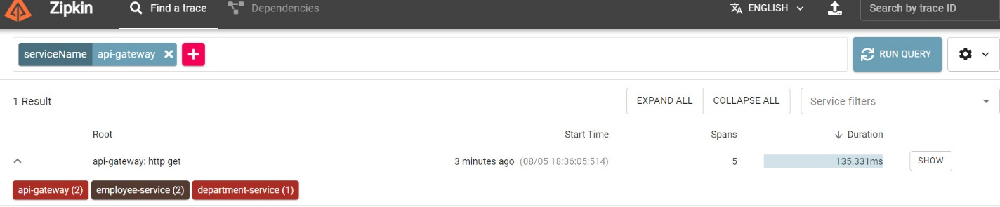 Zipkin Find a trace Dependencies ENGLISH Search by trace ID
serviceName api-gateway RUN QUERY
1 Result EXPAND ALL COLLAPSE ALL Service filters
Root Start Time Spans Duration
api-gateway: http get 3 minutes ago (08/05 18:36:05:514) 5 135.331ms SHOW
api-gateway (2) employee-service (2) department-service (1)